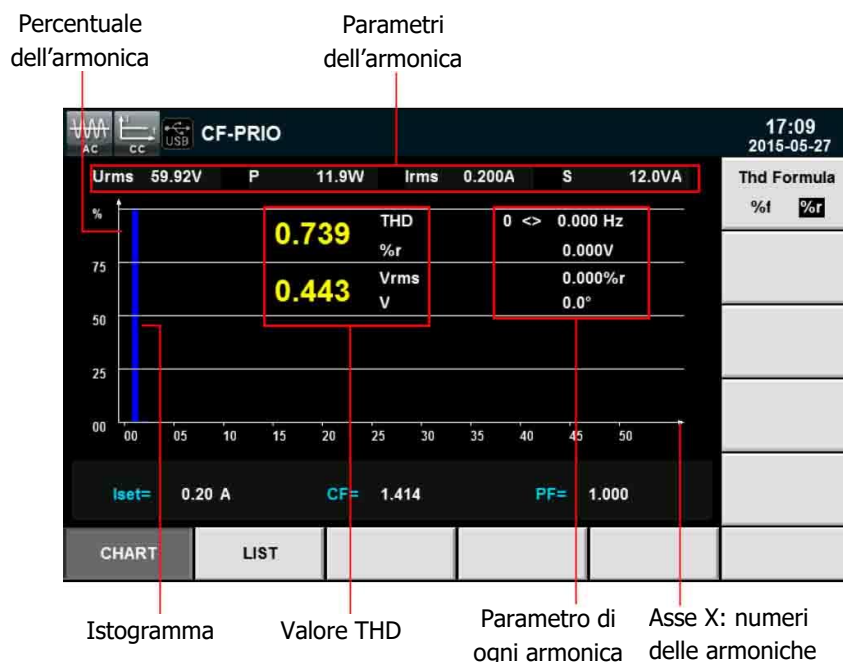 Percentuale
dell'armonica
Parametri
dell'armonica
AC CC USB CF-PRIO
17:09
2015-05-27
Urms 59.92V P 11.9W Irms 0.200A S 12.0VA
Thd Formula
%f %r
%
75
50
25
00
0.739 THD
%r
0.443 Vrms
V
0 <> 0.000 Hz
0.000V
0.000%r
0.0°
00 05 10 15 20 25 30 35 40 45 50
Iset= 0.20 A CF= 1.414 PF= 1.000
CHART LIST
Istogramma
Valore THD
Parametro di
ogni armonica
Asse X: numeri
delle armoniche